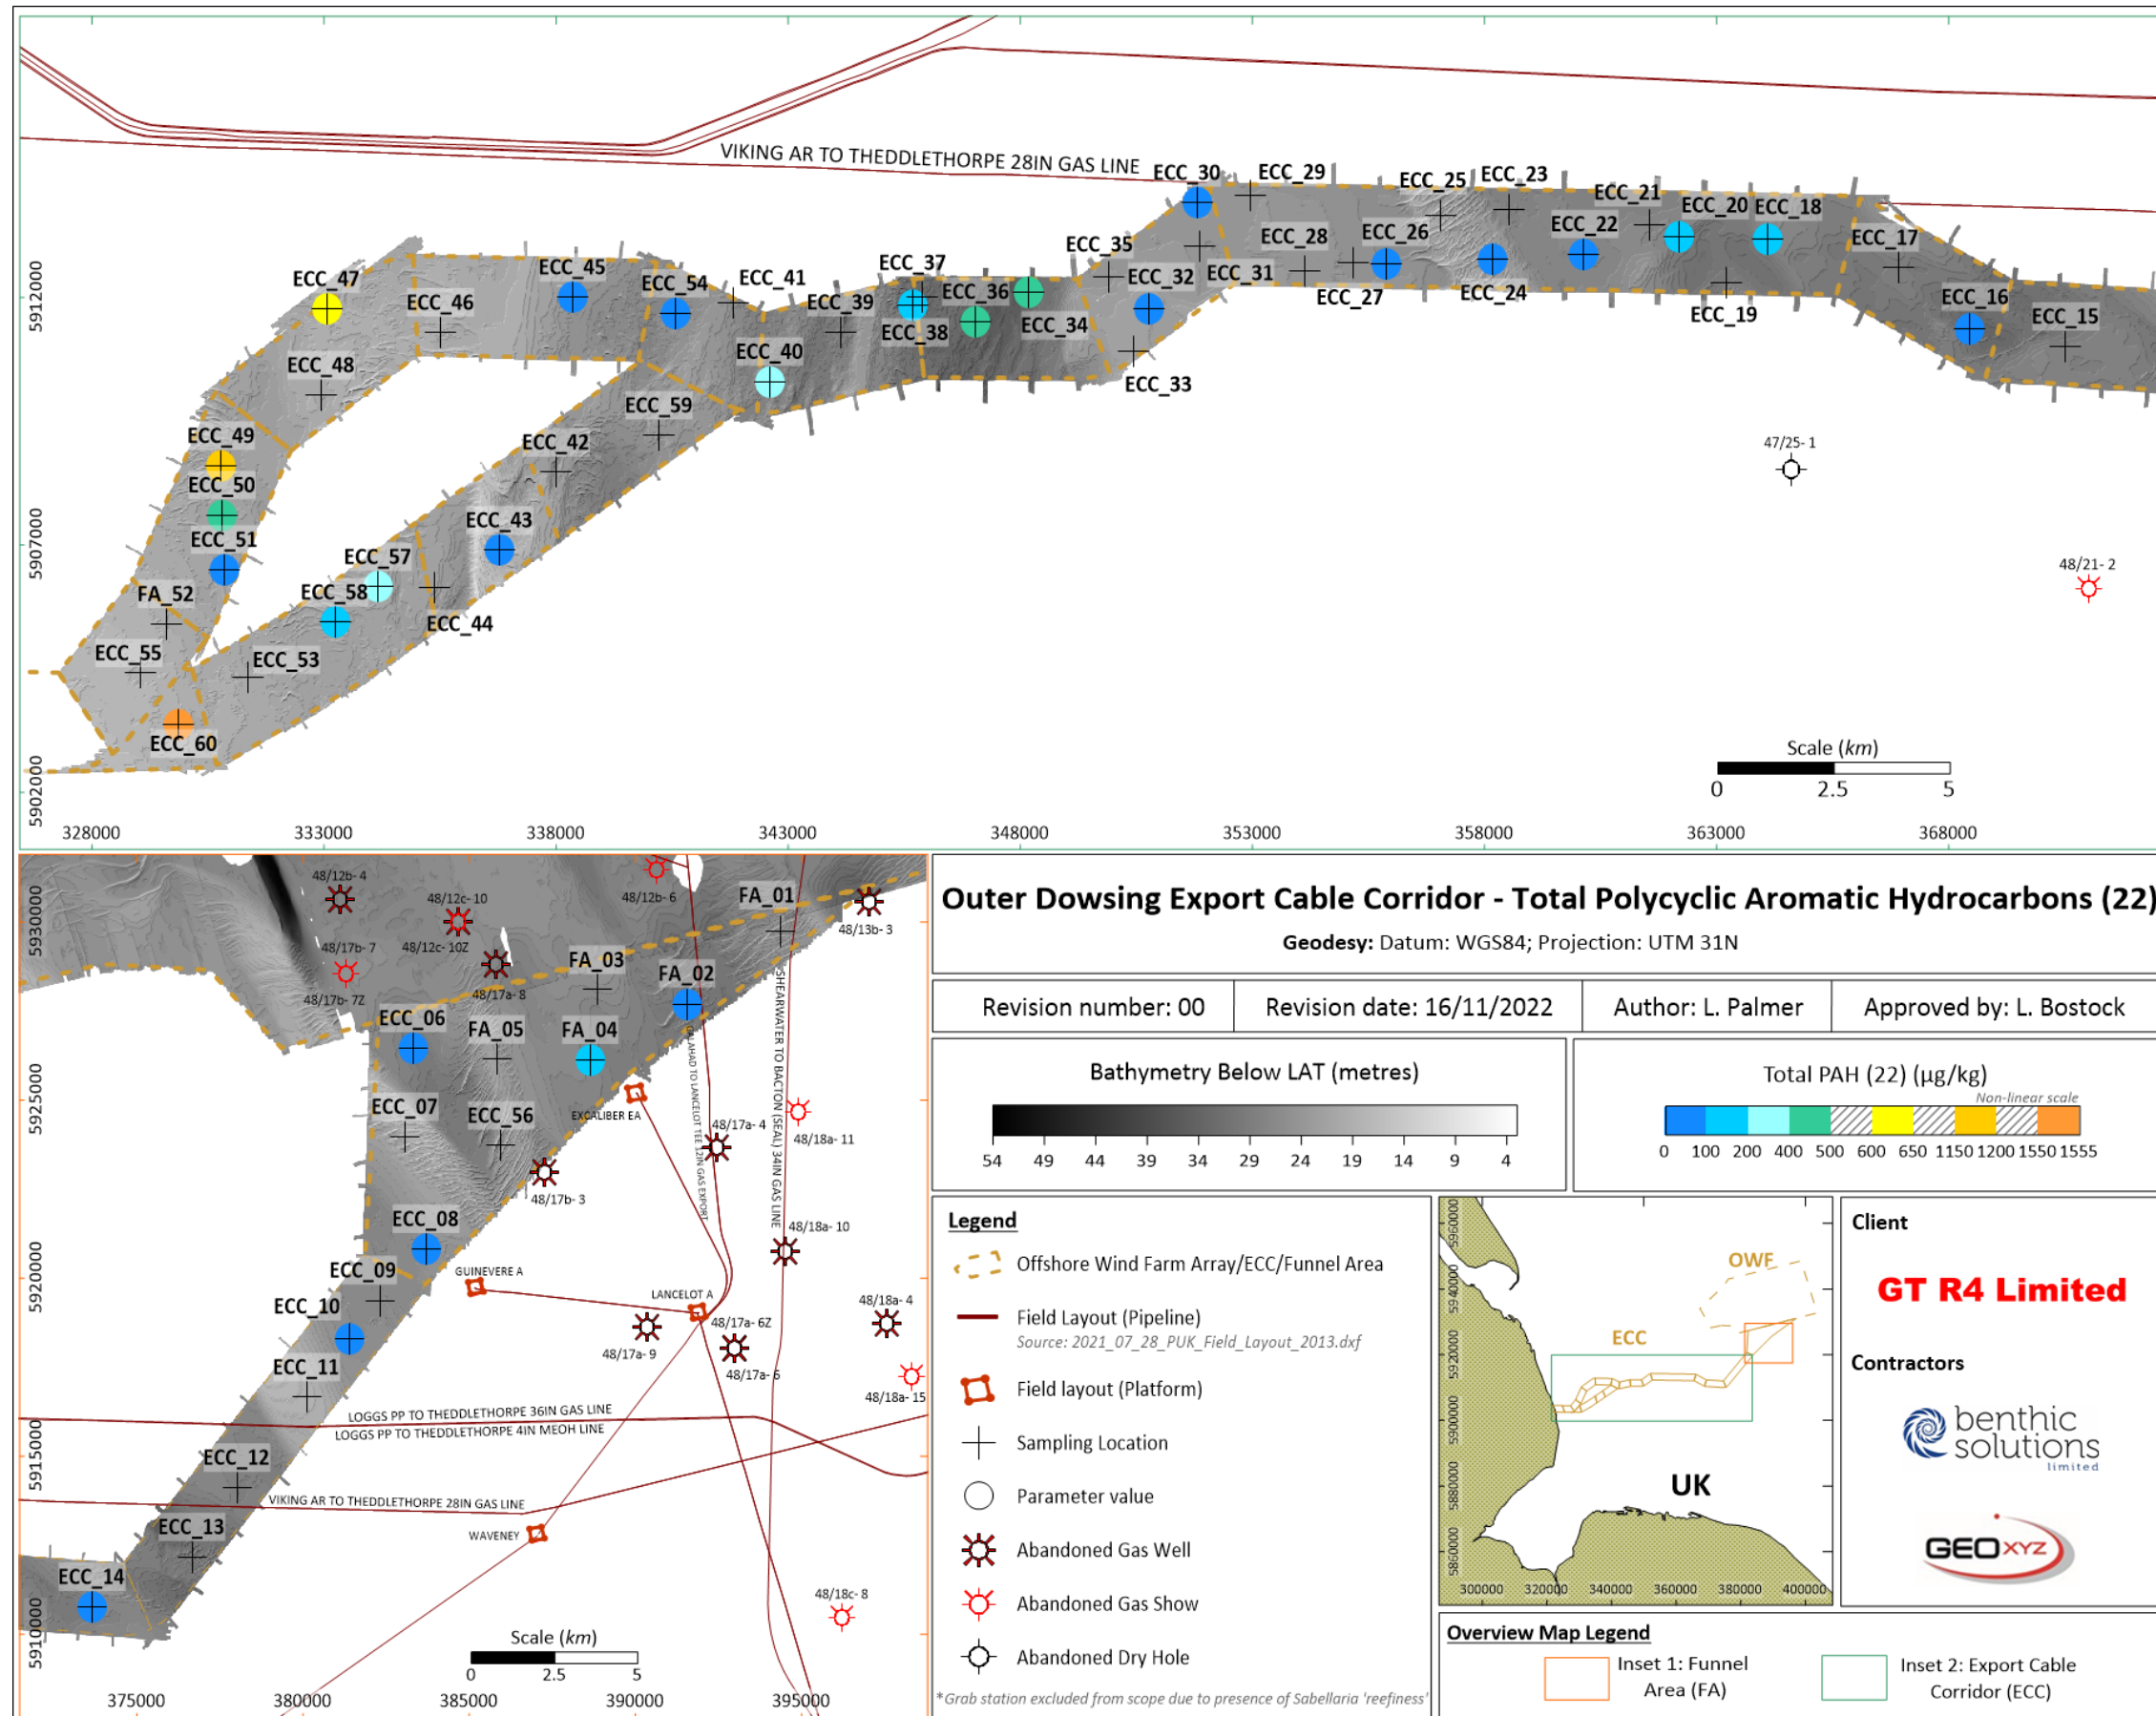 VIKING AR TO THEDDLETHORPE 28IN GAS LINE
ECC_30
ECC_29
ECC_25
ECC_23
ECC_21
ECC_20
ECC_18
ECC_17
ECC_35
ECC_28
ECC_26
ECC_22
ECC_47
ECC_45
ECC_54
ECC_41
ECC_37
ECC_32
ECC_31
ECC_46
ECC_39
ECC_36
ECC_27
ECC_24
ECC_16
ECC_15
ECC_38
ECC_34
ECC_19
ECC_48
ECC_40
ECC_33
ECC_59
ECC_49
ECC_42
47/25- 1
ECC_50
ECC_43
ECC_51
ECC_57
48/21- 2
FA_52
ECC_58
ECC_44
ECC_55
ECC_53
ECC_60
5912000
5907000
5902000
Scale (km)
0 2.5 5
328000 333000 338000 343000 348000 353000 358000 363000 368000
48/12b- 4
48/12c- 10
48/12b- 6
FA_01
48/13b- 3
48/17b- 7
48/12c- 10Z
FA_03
FA_02
48/17b- 7Z
48/17a- 8
ECC_06
FA_05
FA_04
ECC_07
ECC_56
EXCALIBER EA
48/17a- 4
48/18a- 11
48/17b- 3
GALAHAD TO LANCELOT TEE 12IN GAS EXPORT
SHEARWATER TO BACTON (SEAL) 34IN GAS LINE
ECC_08
48/18a- 10
ECC_09
GUINEVERE A
ECC_10
LANCELOT A
48/18a- 4
48/17a- 6Z
48/17a- 9
48/17a- 6
ECC_11
48/18a- 15
LOGGS PP TO THEDDLETHORPE 36IN GAS LINE
LOGGS PP TO THEDDLETHORPE 4IN MEOH LINE
ECC_12
VIKING AR TO THEDDLETHORPE 28IN GAS LINE
ECC_13
WAVENEY
ECC_14
48/18c- 8
5930000
5925000
5920000
5915000
5910000
Scale (km)
0 2.5 5
375000 380000 385000 390000 395000
Outer Dowsing Export Cable Corridor - Total Polycyclic Aromatic Hydrocarbons (22)
Geodesy: Datum: WGS84; Projection: UTM 31N
Revision number: 00
Revision date: 16/11/2022
Author: L. Palmer
Approved by: L. Bostock
Bathymetry Below LAT (metres)
54 49 44 39 34 29 24 19 14 9 4
Total PAH (22) (µg/kg)
Non-linear scale
0 100 200 400 500 600 650 1150 1200 1550 1555
Legend
Offshore Wind Farm Array/ECC/Funnel Area
Field Layout (Pipeline)
Source: 2021_07_28_PUK_Field_Layout_2013.dxf
Field layout (Platform)
Sampling Location
Parameter value
Abandoned Gas Well
Abandoned Gas Show
Abandoned Dry Hole
*Grab station excluded from scope due to presence of Sabellaria 'reefiness'
OWF
ECC
UK
5960000
5940000
5920000
5900000
5880000
5860000
300000 320000 340000 360000 380000 400000
Overview Map Legend
Inset 1: Funnel
Area (FA)
Inset 2: Export Cable
Corridor (ECC)
Client
GT R4 Limited
Contractors
benthic
solutions
limited
GEOXYZ